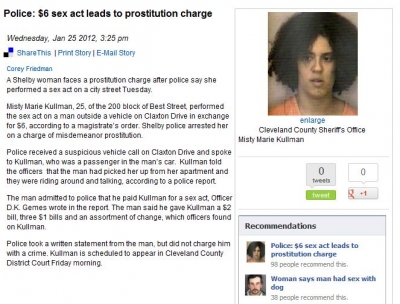 Police: $6 sex act leads to prostitution charge
Wednesday, Jan 25 2012, 3:25 pm
ShareThis | Print Story | E-Mail Story
Corey Friedman
A Shelby woman faces a prostitution charge after police say she
performed a sex act on a city street Tuesday.
Misty Marie Kullman, 25, of the 200 block of Best Street, performed
the sex act on a man outside a vehicle on Claxton Drive in exchange
for $6, according to a magistrate's order. Shelby police arrested her
on a charge of misdemeanor prostitution.
Police received a suspicious vehicle call on Claxton Drive and spoke
to Kullman, who was a passenger in the man's car. Kullman told
the officers that the man had picked her up from her apartment and
they were riding around and talking, according to a police report.
The man admitted to police that he paid Kullman for a sex act, Officer
D.K. Gemes wrote in the report. The man said he gave Kullman a $2
bill, three $1 bills and an assortment of change, which officers found
on Kullman.
Police took a written statement from the man, but did not charge him
with a crime. Kullman is scheduled to appear in Cleveland County
District Court Friday morning.
enlarge
Cleveland County Sheriff's Office
Misty Marie Kullman
0
tweets
tweet
0
+1
Recommendations
Police: $6 sex act leads to
prostitution charge
98 people recommend this.
Woman says man had sex with
dog
38 people recommend this.